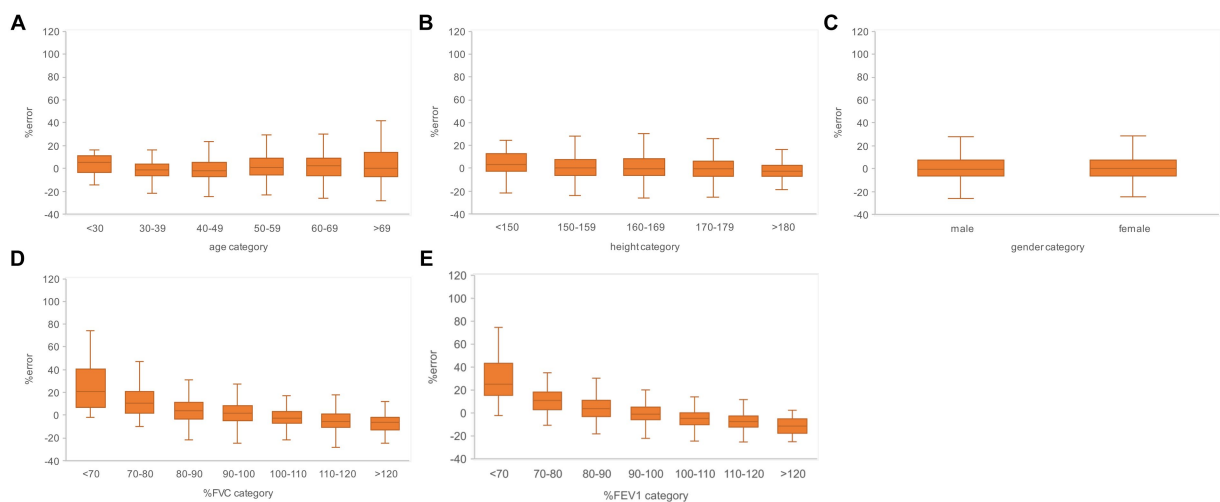 A
120
100
80
60
40
20
0
-20
-40
%error
<30 30-39 40-49 50-59 60-69 >69
age category
B
120
100
80
60
40
20
0
-20
-40
%error
<150 150-159 160-169 170-179 >180
height category
C
120
100
80
60
40
20
0
-20
-40
%error
male female
gender category
D
120
100
80
60
40
20
0
-20
-40
%error
<70 70-80 80-90 90-100 100-110 110-120 >120
%FVC category
E
120
100
80
60
40
20
0
-20
-40
%error
<70 70-80 80-90 90-100 100-110 110-120 >120
%FEV1 category